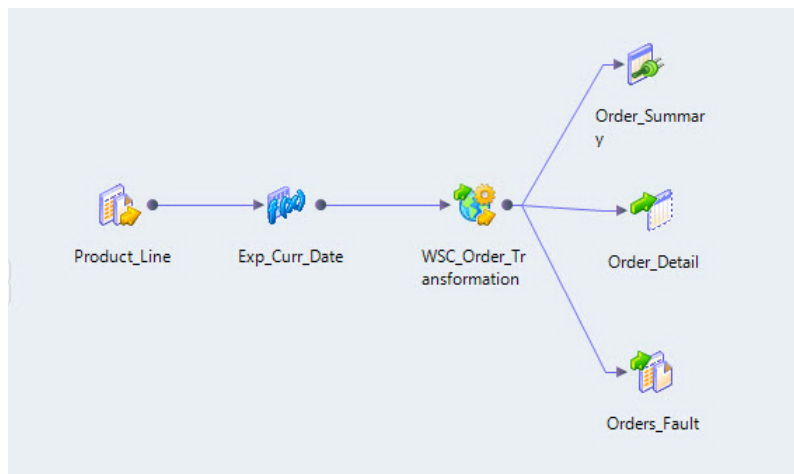 Order_Summar
y
Product_Line
Exp_Curr_Date
WSC_Order_Tr
ansformation
Order_Detail
Orders_Fault